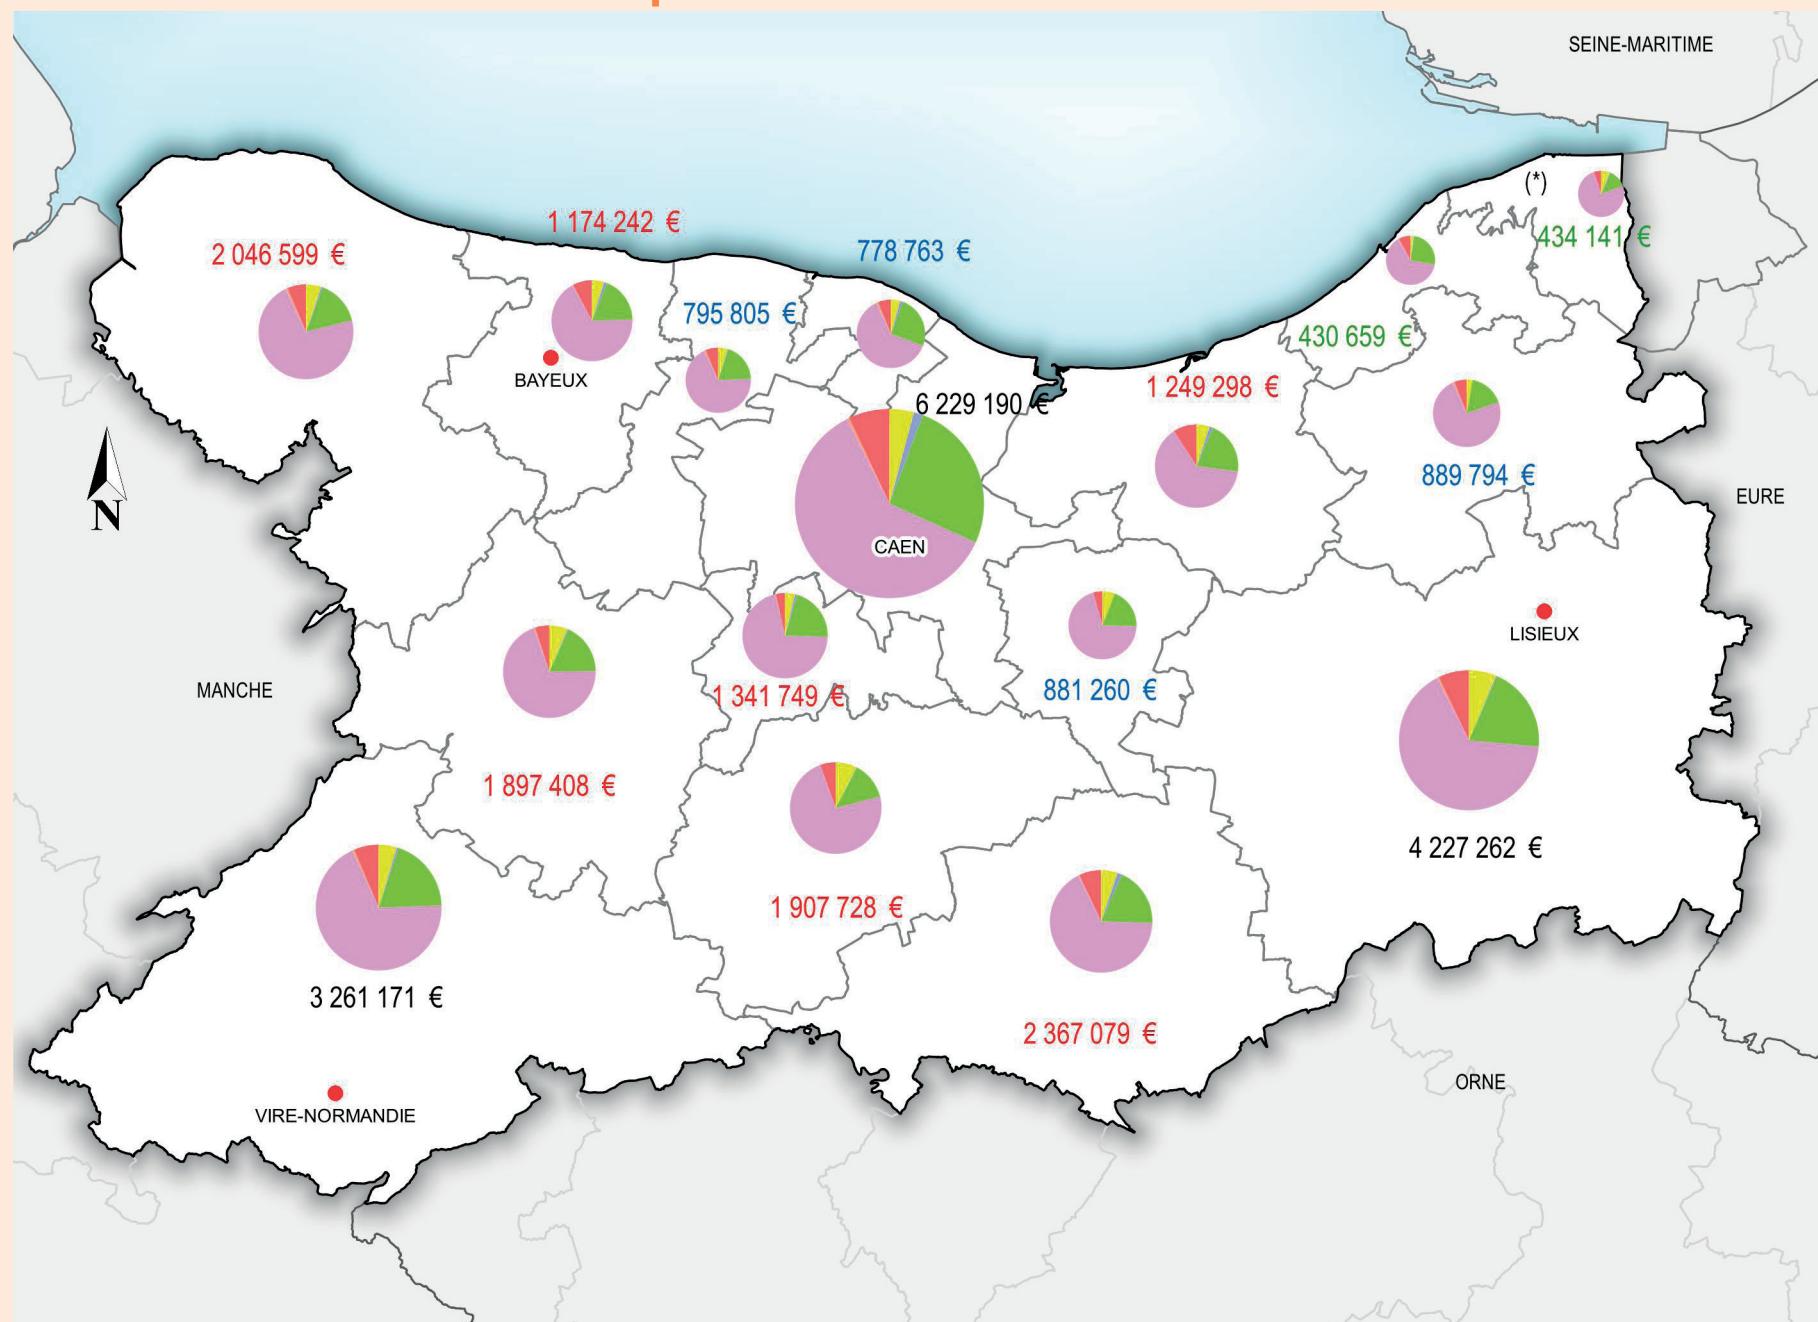 SEINE-MARITIME
(*)
1 174 242 €
434 141 €
2 046 599 €
778 763 €
795 805 €
430 659 €
BAYEUX
1 249 298 €
6 229 190 €
889 794 €
EURE
N
CAEN
LISIEUX
MANCHE
881 260 €
1 341 749 €
1 897 408 €
4 227 262 €
1 907 728 €
3 261 171 €
2 367 079 €
ORNE
VIRE-NORMANDIE